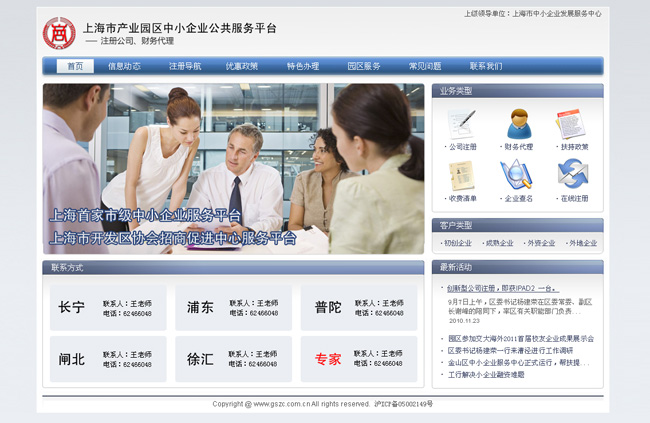 上级领导单位：上海市中小企业发展服务中心
上海市产业园区中小企业公共服务平台
── 注册公司、财务代理
首页 信息动态 注册导航 优惠政策 特色办理 园区服务 常见问题 联系我们
上海首家市级中小企业服务平台
上海市开发区协会招商促进中心服务平台
业务类型
· 公司注册 · 财务代理 · 扶持政策
· 收费清单 · 企业查名 · 在线注册
客户类型
· 初创企业 · 成熟企业 · 外资企业 · 外地企业
联系方式
长宁 联系人：王老师 电话：62466048
浦东 联系人：王老师 电话：62466048
普陀 联系人：王老师 电话：62466048
闸北 联系人：王老师 电话：62466048
徐汇 联系人：王老师 电话：62466048
专家 联系人：王老师 电话：62466048
最新活动
· 创新型公司注册，即获IPAD2 一台。
9月7日上午，区委书记杨建荣在区委常委、副区
长谢峰的陪同下，率区有关职能部门负责...
2010.11.23
· 园区参加交大海外2011首届校友企业成果展示会
· 区委书记杨建荣一行来漕径进行工作调研
· 金山区中小企业服务中心正式运行，帮扶提...
· 工行解决小企业融资难题
Copyright @ www.gszc.com.cn All rights reserved. 沪ICP备05002149号